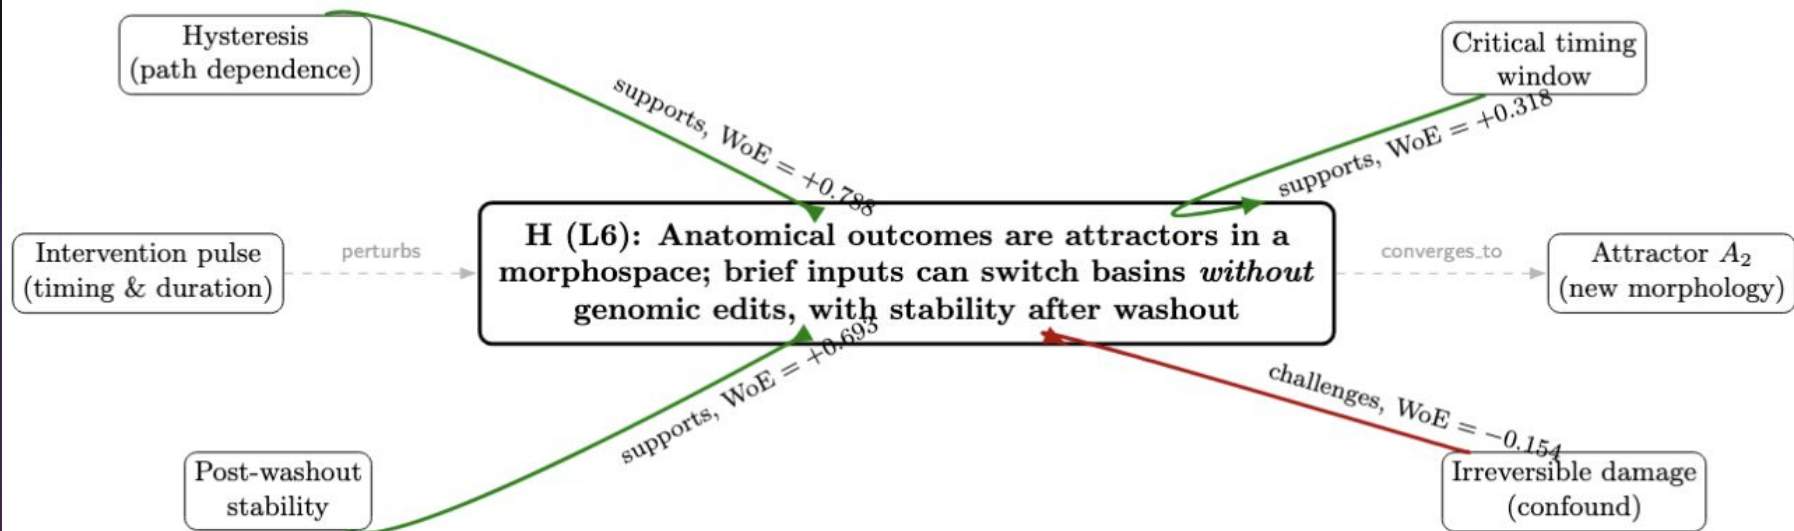 Hysteresis
(path dependence)
Critical timing
window
supports, WoE = +0.788
supports, WoE = +0.318
Intervention pulse
(timing & duration)
perturbs
H (L6): Anatomical outcomes are attractors in a
morphospace; brief inputs can switch basins without
genomic edits, with stability after washout
converges_to
Attractor A₂
(new morphology)
supports, WoE = +0.693
challenges, WoE = −0.154
Post-washout
stability
Irreversible damage
(confound)